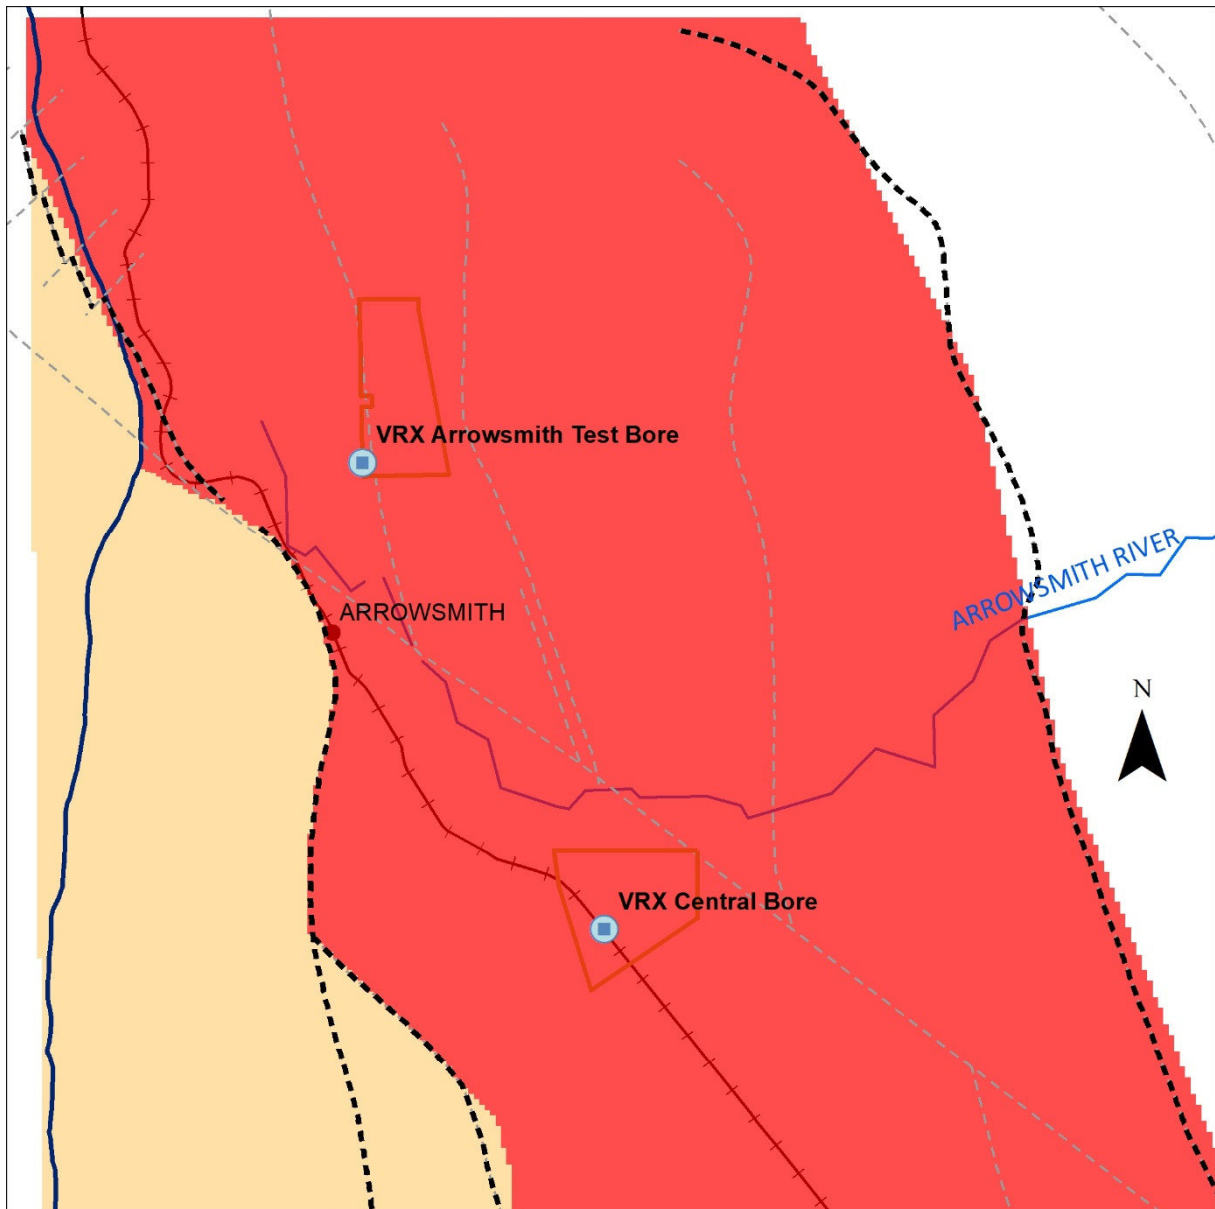 VRX Arrowsmith Test Bore
ARROWSMITH RIVER
ARROWSMITH
N
VRX Central Bore